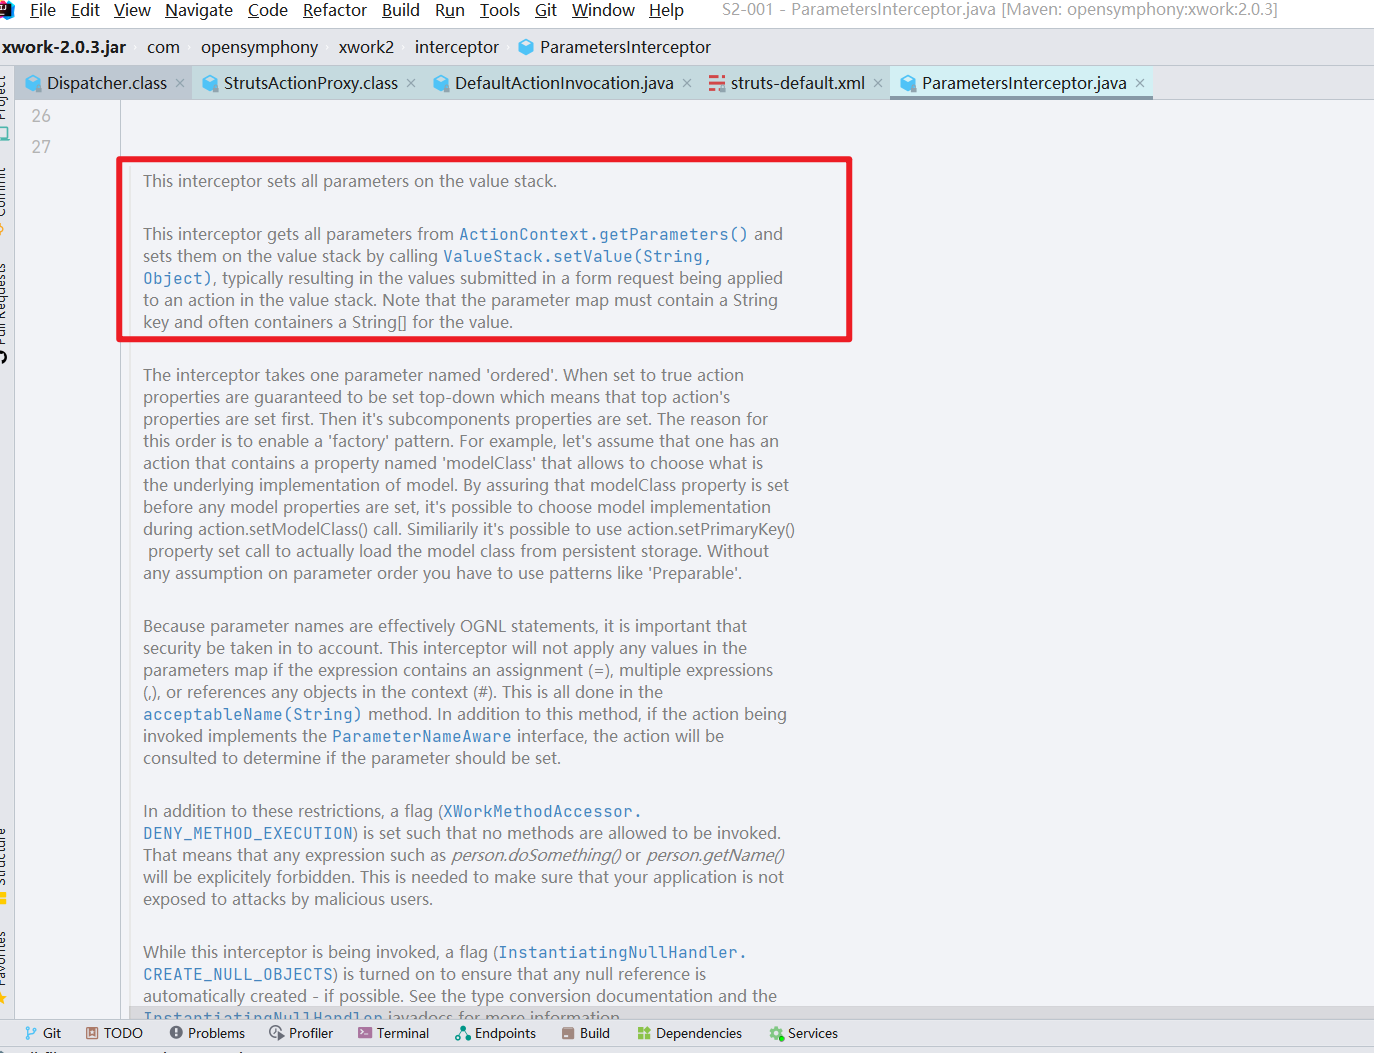 File Edit View Navigate Code Refactor Build Run Tools Git Window Help S2-001 - ParametersInterceptor.java [Maven: opensymphony:xwork:2.0.3]
xwork-2.0.3.jar com opensymphony xwork2 interceptor ParametersInterceptor
Dispatcher.class StrutsActionProxy.class DefaultActionInvocation.java struts-default.xml ParametersInterceptor.java
Project
Commit
Pull Requests
Structure
Favorites
26
27
This interceptor sets all parameters on the value stack.
This interceptor gets all parameters from ActionContext.getParameters() and
sets them on the value stack by calling ValueStack.setValue(String,
Object), typically resulting in the values submitted in a form request being applied
to an action in the value stack. Note that the parameter map must contain a String
key and often containers a String[] for the value.
The interceptor takes one parameter named 'ordered'. When set to true action
properties are guaranteed to be set top-down which means that top action's
properties are set first. Then it's subcomponents properties are set. The reason for
this order is to enable a 'factory' pattern. For example, let's assume that one has an
action that contains a property named 'modelClass' that allows to choose what is
the underlying implementation of model. By assuring that modelClass property is set
before any model properties are set, it's possible to choose model implementation
during action.setModelClass() call. Similiarily it's possible to use action.setPrimaryKey()
property set call to actually load the model class from persistent storage. Without
any assumption on parameter order you have to use patterns like 'Preparable'.
Because parameter names are effectively OGNL statements, it is important that
security be taken in to account. This interceptor will not apply any values in the
parameters map if the expression contains an assignment (=), multiple expressions
(,), or references any objects in the context (#). This is all done in the
acceptableName(String) method. In addition to this method, if the action being
invoked implements the ParameterNameAware interface, the action will be
consulted to determine if the parameter should be set.
In addition to these restrictions, a flag (XWorkMethodAccessor.
DENY_METHOD_EXECUTION) is set such that no methods are allowed to be invoked.
That means that any expression such as person.doSomething() or person.getName()
will be explicitely forbidden. This is needed to make sure that your application is not
exposed to attacks by malicious users.
While this interceptor is being invoked, a flag (InstantiatingNullHandler.
CREATE_NULL_OBJECTS) is turned on to ensure that any null reference is
automatically created - if possible. See the type conversion documentation and the
InstantiatingNullHandler javadocs for more information.
Git TODO Problems Profiler Terminal Endpoints Build Dependencies Services